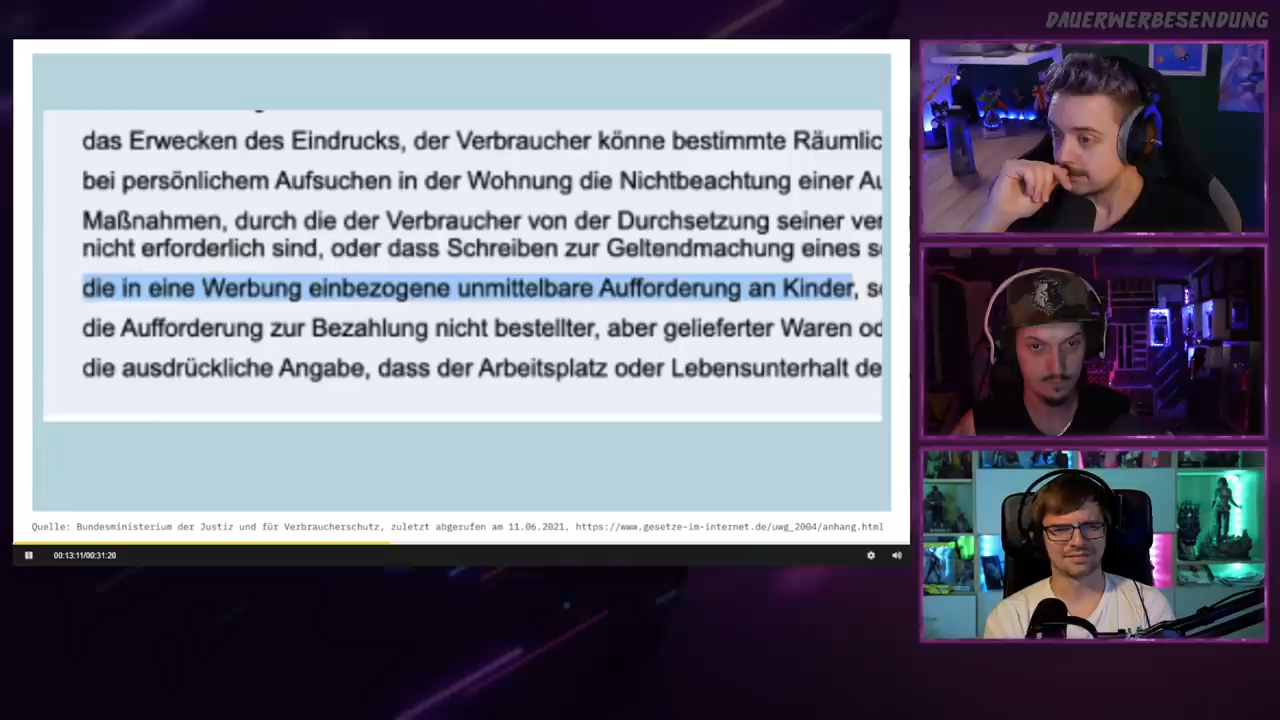 DAUERWERBESENDUNG
das Erwecken des Eindrucks, der Verbraucher könne bestimmte Räumlic
bei persönlichem Aufsuchen in der Wohnung die Nichtbeachtung einer Au
Maßnahmen, durch die der Verbraucher von der Durchsetzung seiner ver
nicht erforderlich sind, oder dass Schreiben zur Geltendmachung eines se
die in eine Werbung einbezogene unmittelbare Aufforderung an Kinder, se
die Aufforderung zur Bezahlung nicht bestellter, aber gelieferter Waren od
die ausdrückliche Angabe, dass der Arbeitsplatz oder Lebensunterhalt de
Quelle: Bundesministerium der Justiz und für Verbraucherschutz, zuletzt abgerufen am 11.06.2021, https://www.gesetze-im-internet.de/uwg_2004/anhang.html
00:13:11/00:31:20